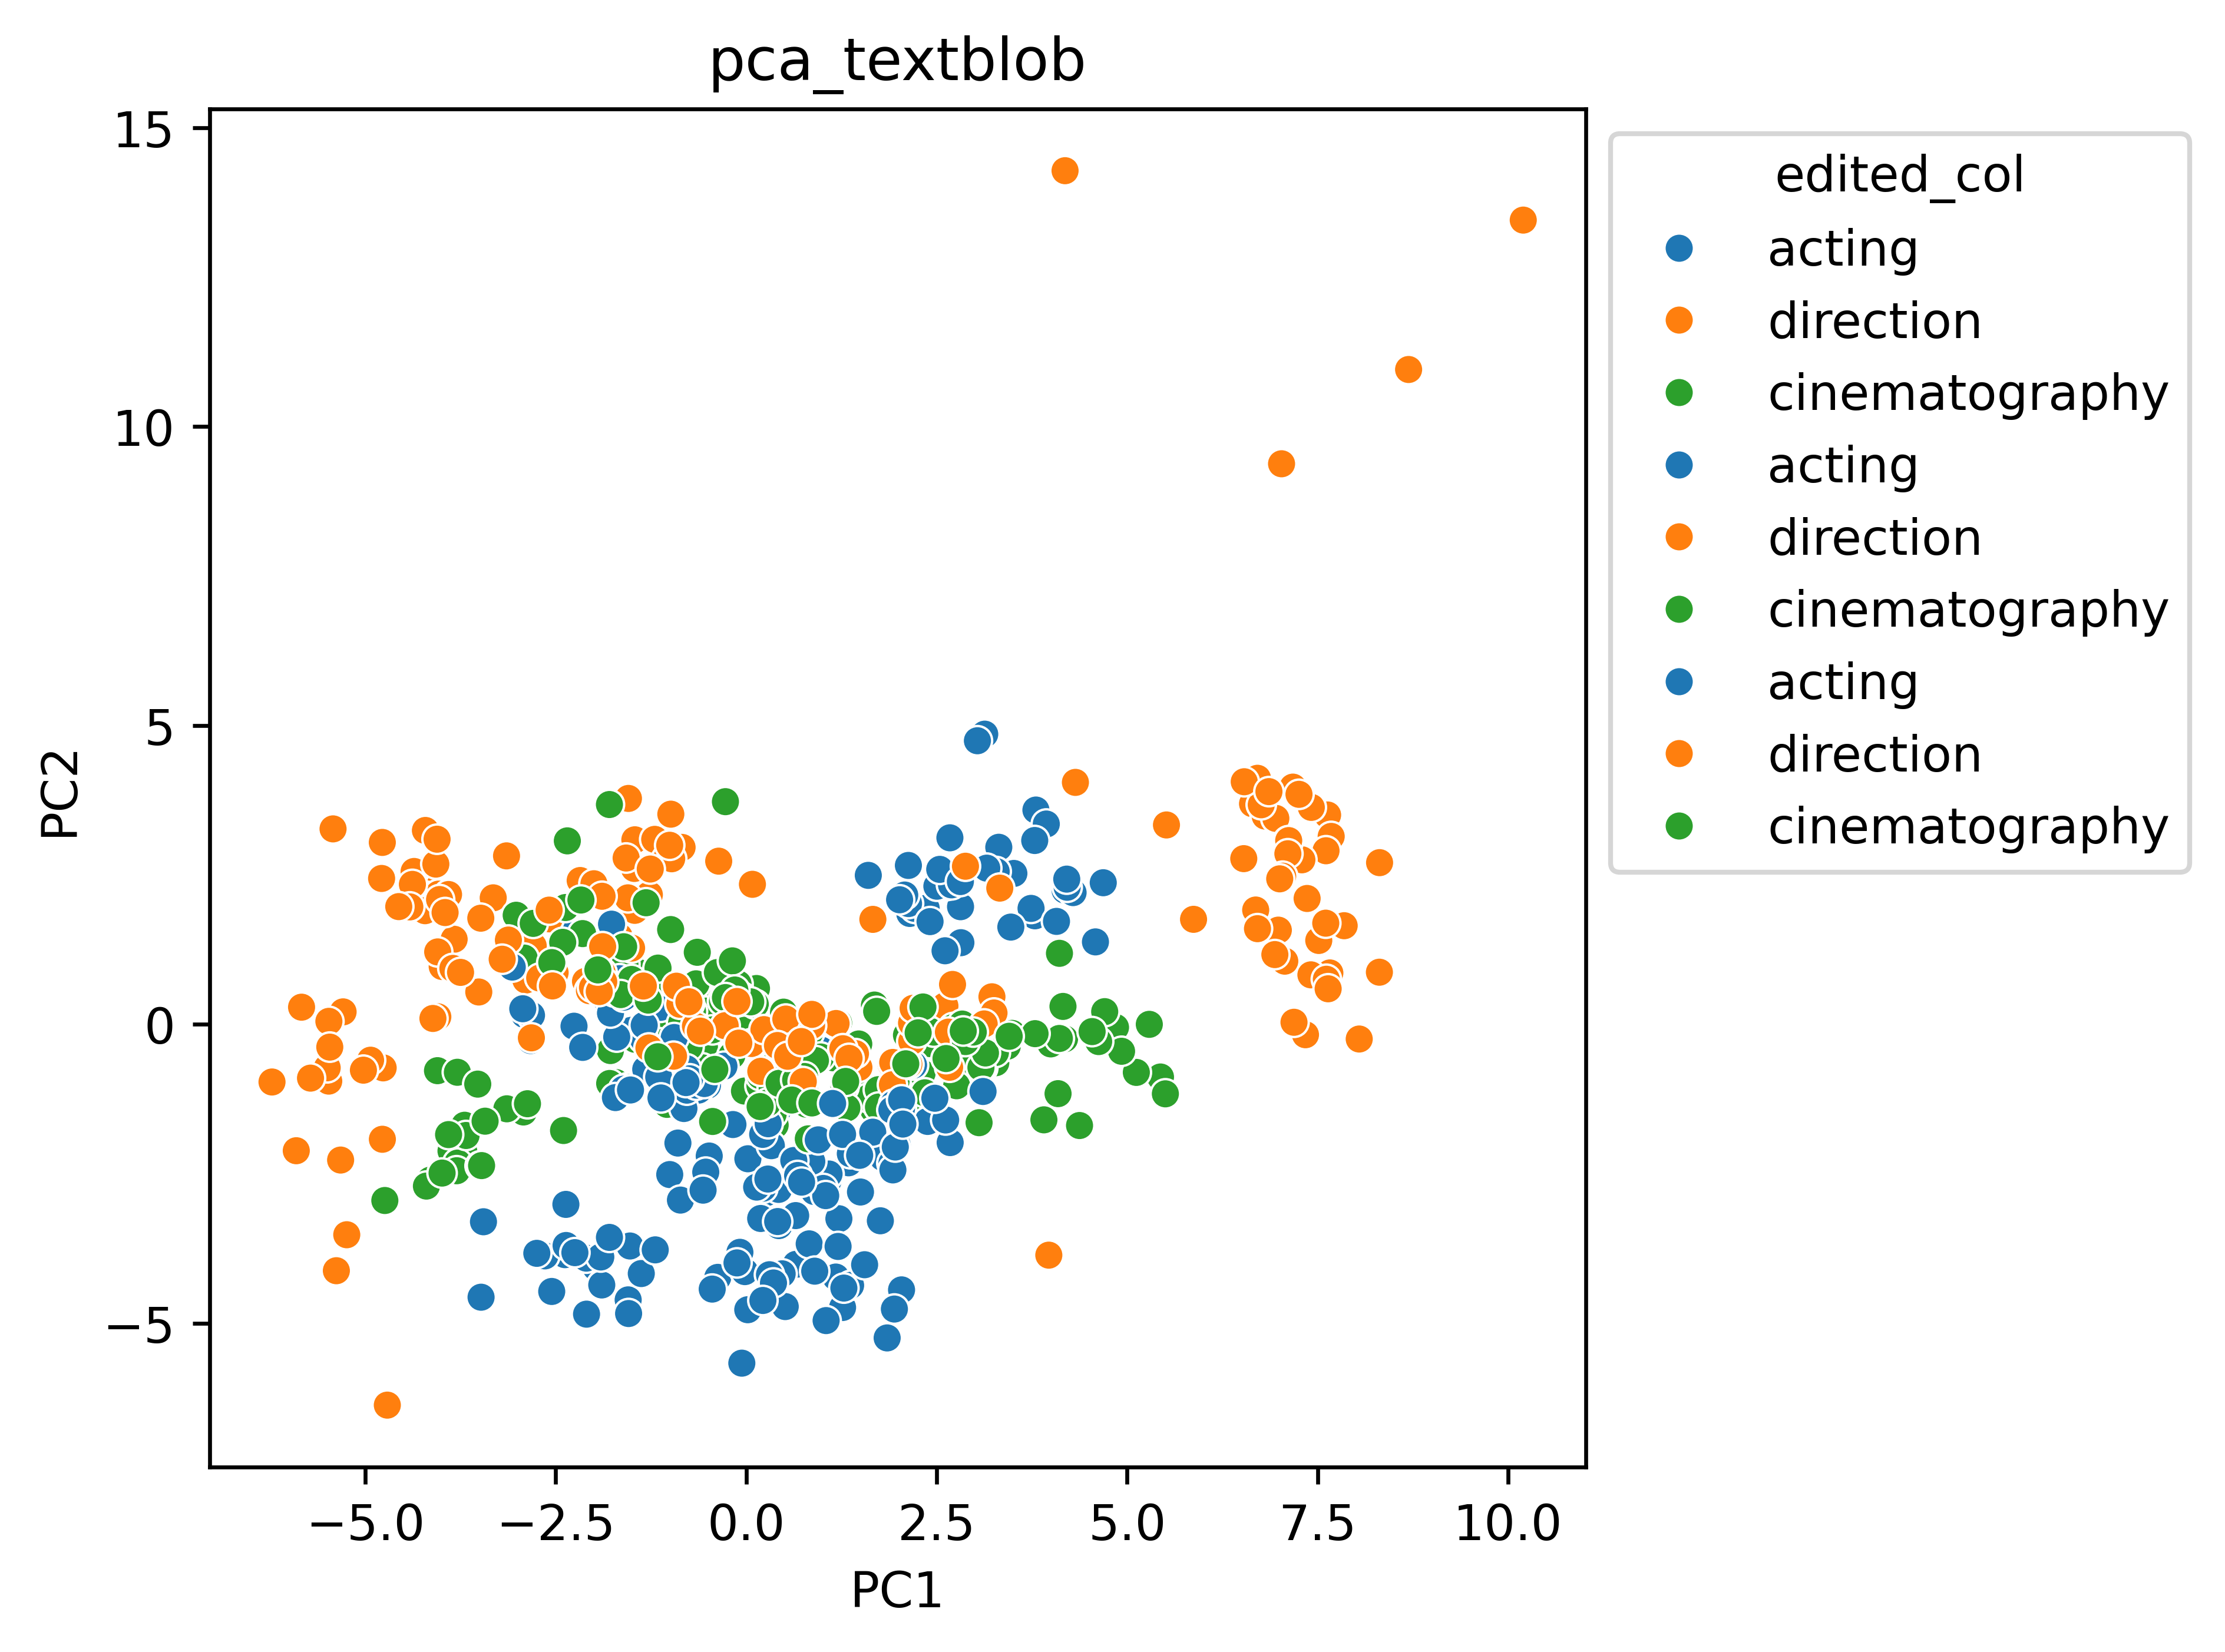 pca_textblob
15
10
5
0
−5
PC2
−5.0
−2.5
0.0
2.5
5.0
7.5
10.0
PC1
edited_col
acting
direction
cinematography
acting
direction
cinematography
acting
direction
cinematography